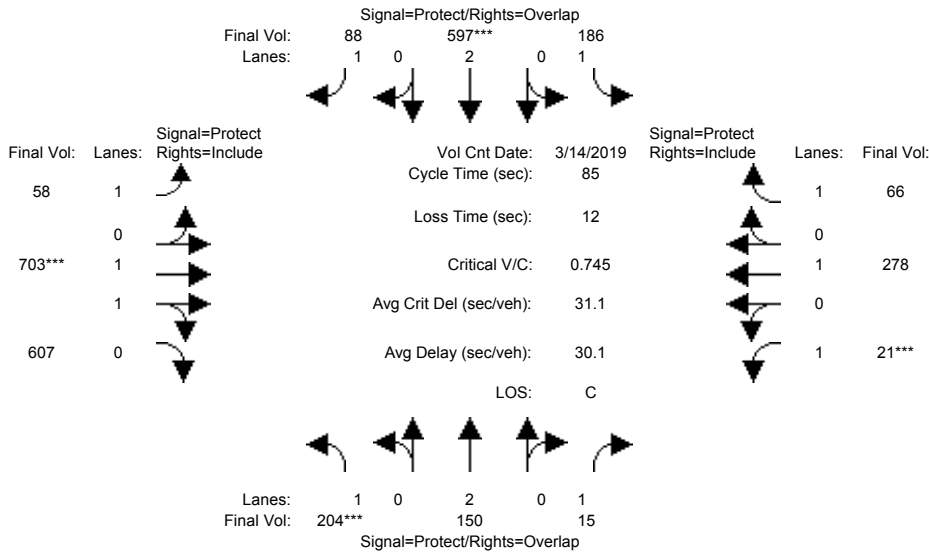 Signal=Protect/Rights=Overlap
Final Vol: 88 597*** 186
Lanes: 1 0 2 0 1
Signal=Protect Signal=Protect
Final Vol: Lanes: Rights=Include Vol Cnt Date: 3/14/2019 Rights=Include Lanes: Final Vol:
Cycle Time (sec): 85
58 1 1 66
Loss Time (sec): 12
0 0
703*** 1 Critical V/C: 0.745 1 278
1 Avg Crit Del (sec/veh): 31.1 0
607 0 Avg Delay (sec/veh): 30.1 1 21***
LOS: C
Lanes: 1 0 2 0 1
Final Vol: 204*** 150 15
Signal=Protect/Rights=Overlap